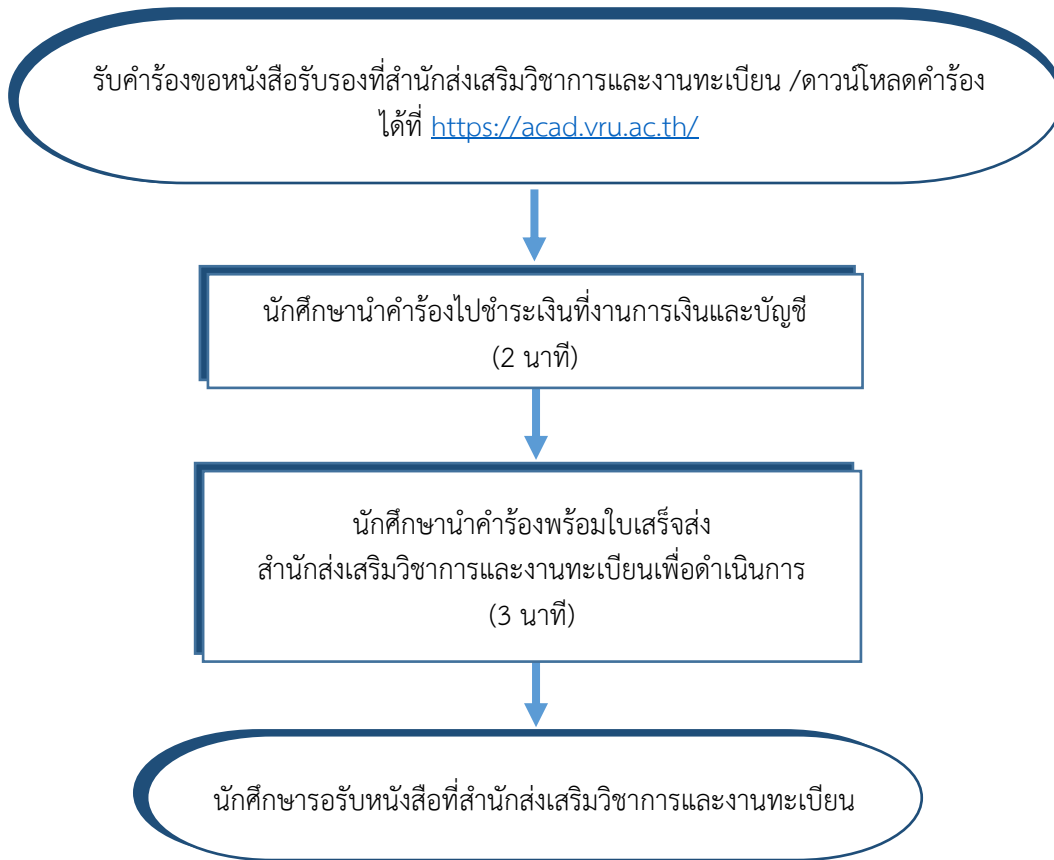 รับคำร้องขอหนังสือรับรองที่สำนักส่งเสริมวิชาการและงานทะเบียน /ดาวน์โหลดคำร้อง
ได้ที่ https://acad.vru.ac.th/
นักศึกษานำคำร้องไปชำระเงินที่งานการเงินและบัญชี
(2 นาที)
นักศึกษานำคำร้องพร้อมใบเสร็จส่ง
สำนักส่งเสริมวิชาการและงานทะเบียนเพื่อดำเนินการ
(3 นาที)
นักศึกษารอรับหนังสือที่สำนักส่งเสริมวิชาการและงานทะเบียน